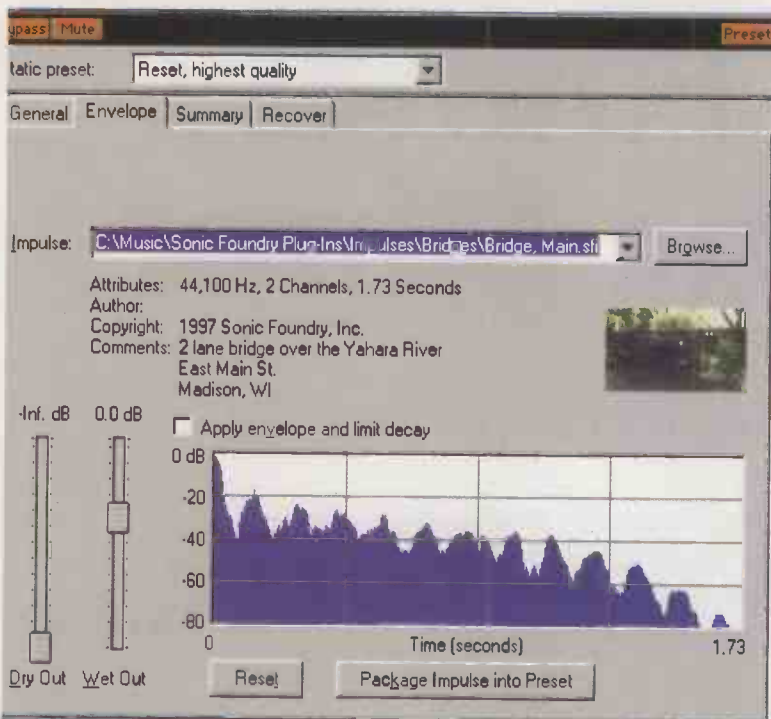 ypass Mute Preset
tatic preset: Reset, highest quality
General Envelope Summary Recover
Impulse: C:\Music\Sonic Foundry Plug-Ins\Impulses\Bridges\Bridge, Main.sfi Browse...
Attributes: 44,100 Hz, 2 Channels, 1.73 Seconds
Author:
Copyright: 1997 Sonic Foundry, Inc.
Comments: 2 lane bridge over the Yahara River
East Main St.
Madison, WI
-Inf. dB 0.0 dB
Apply envelope and limit decay
0 dB
-20
-40
-60
-80
0 Time (seconds) 1.73
Dry Out Wet Out Reset Package Impulse into Preset